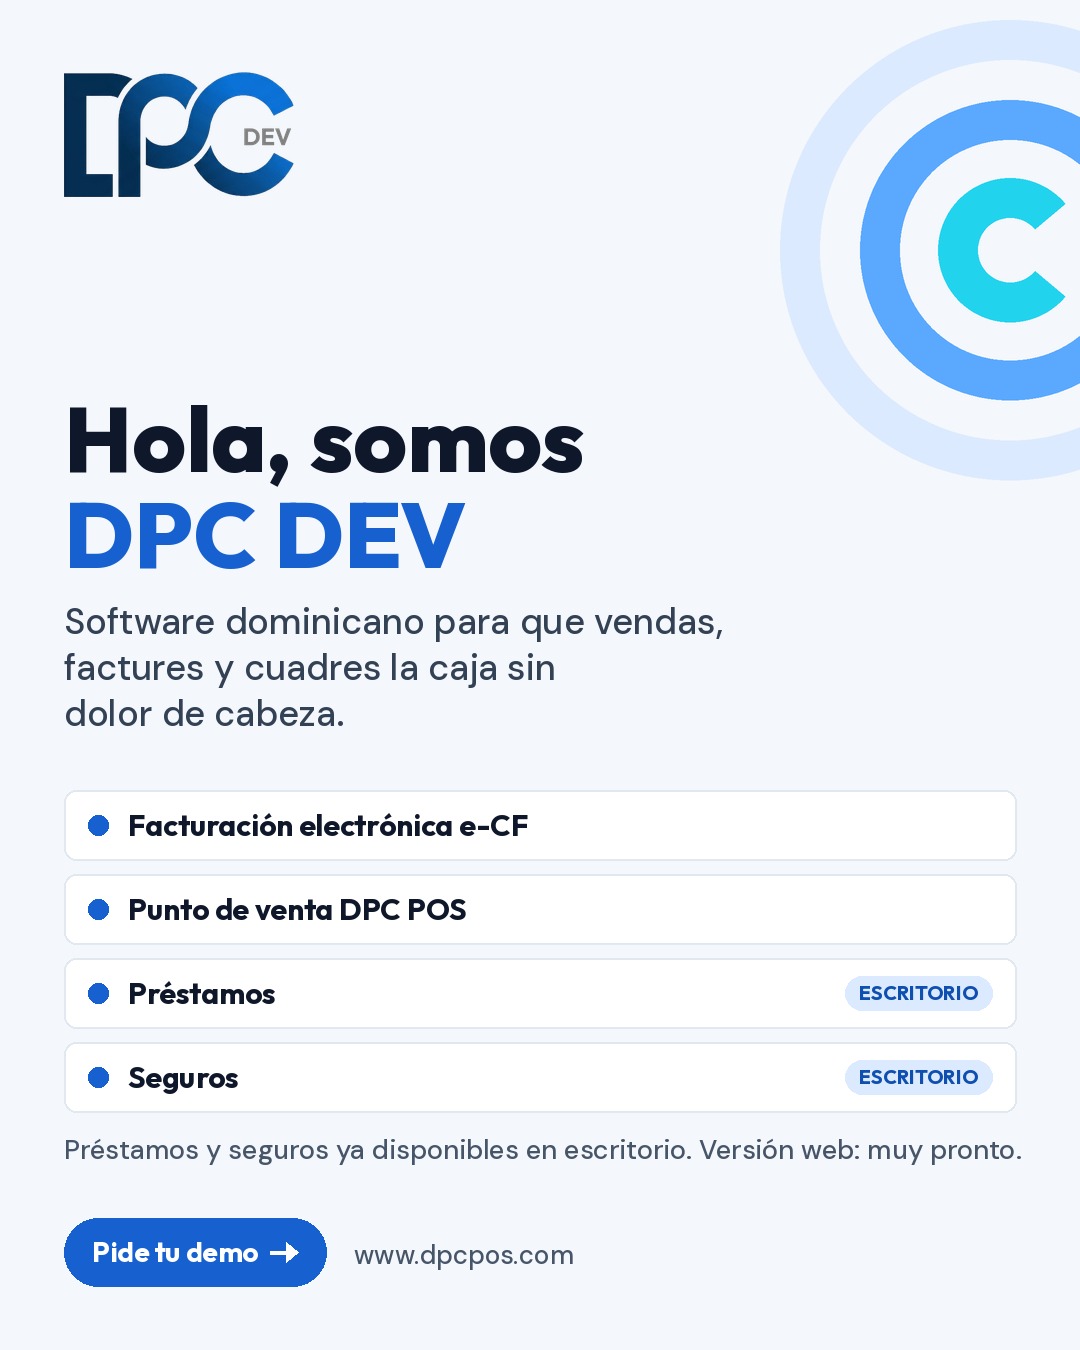 DPC
DEV
Hola, somos
DPC DEV
Software dominicano para que vendas,
factures y cuadres la caja sin
dolor de cabeza.
Facturación electrónica e-CF
Punto de venta DPC POS
Préstamos
ESCRITORIO
Seguros
ESCRITORIO
Préstamos y seguros ya disponibles en escritorio. Versión web: muy pronto.
Pide tu demo →
www.dpcpos.com